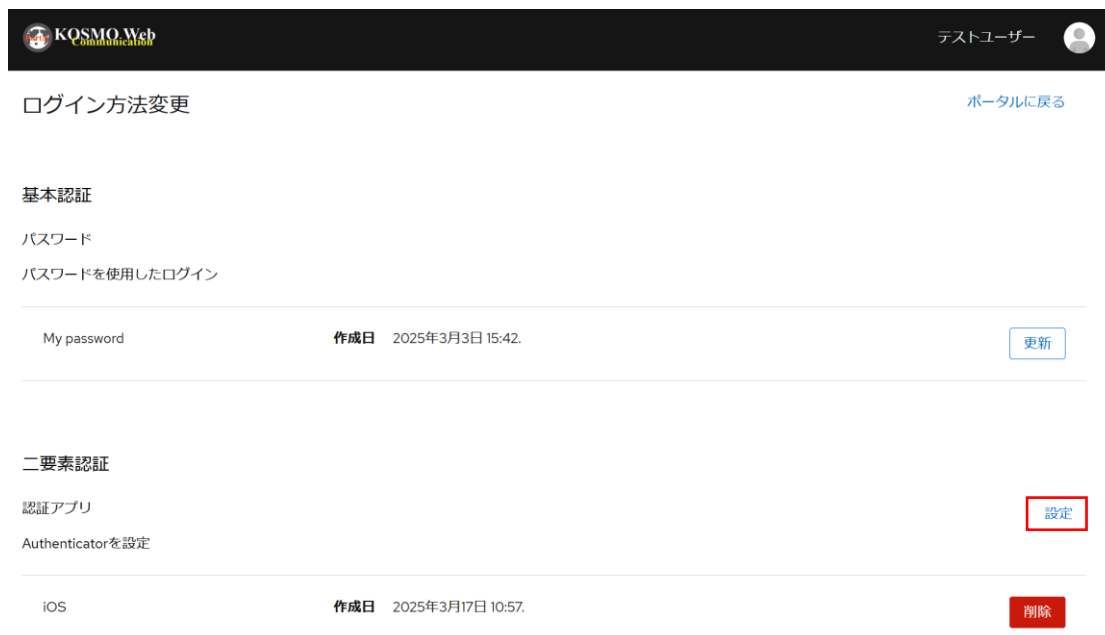 Portal KOSMO Web
Communication
テストユーザー
ログイン方法変更
ポータルに戻る
基本認証
パスワード
パスワードを使用したログイン
My password 作成日 2025年3月3日 15:42. 更新
二要素認証
認証アプリ
設定
Authenticatorを設定
iOS 作成日 2025年3月17日 10:57. 削除